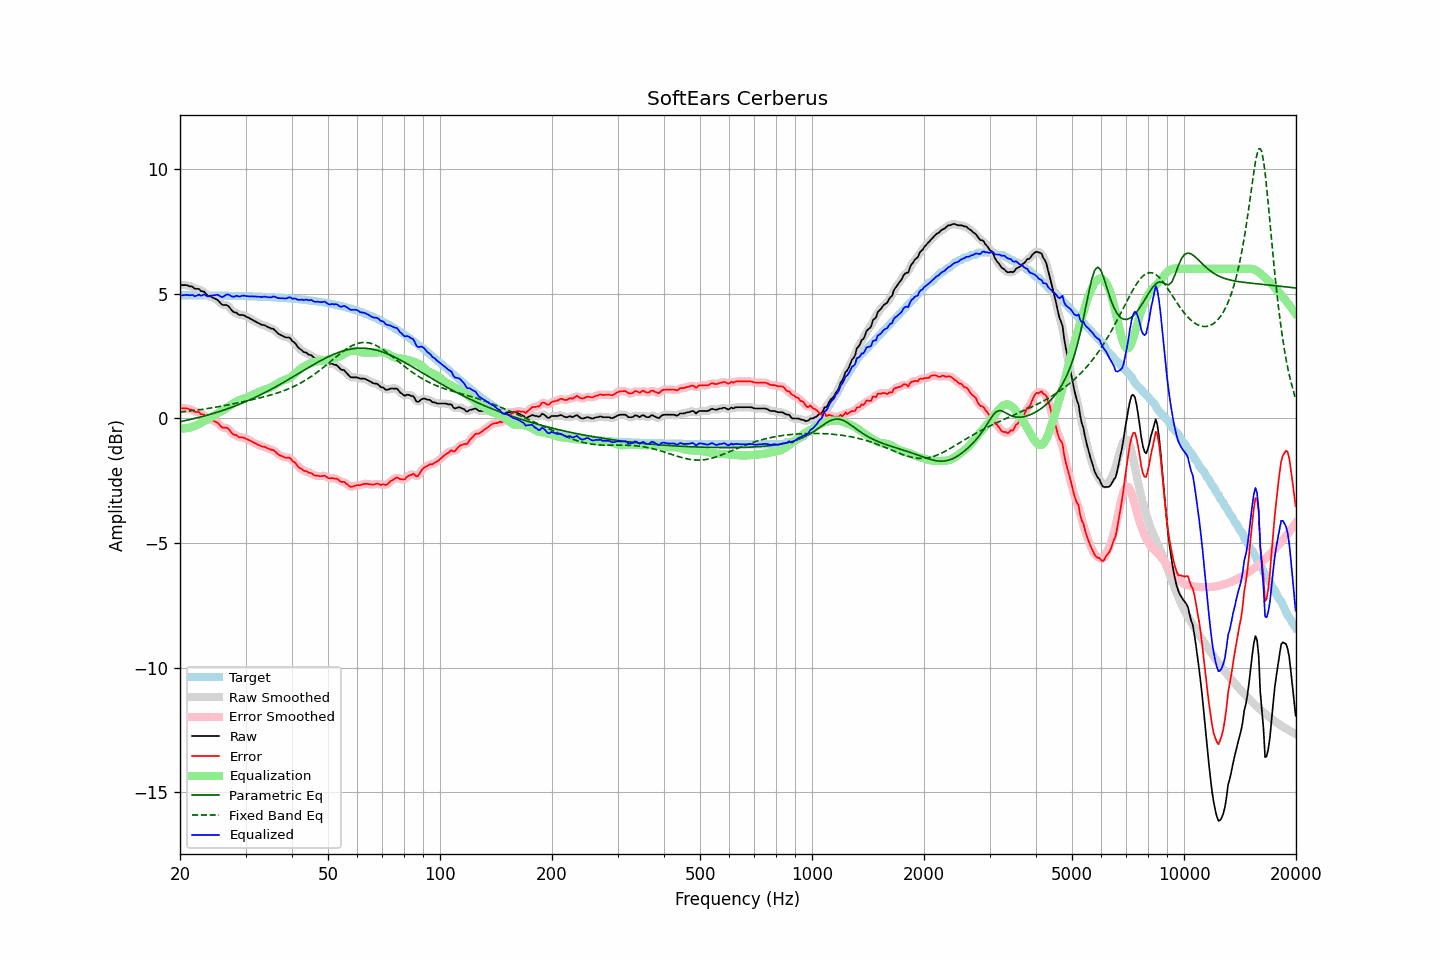 SoftEars Cerberus
Amplitude (dBr)
10
5
0
−5
−10
−15
Target
Raw Smoothed
Error Smoothed
Raw
Error
Equalization
Parametric Eq
Fixed Band Eq
Equalized
20 50 100 200 500 1000 2000 5000 10000 20000
Frequency (Hz)